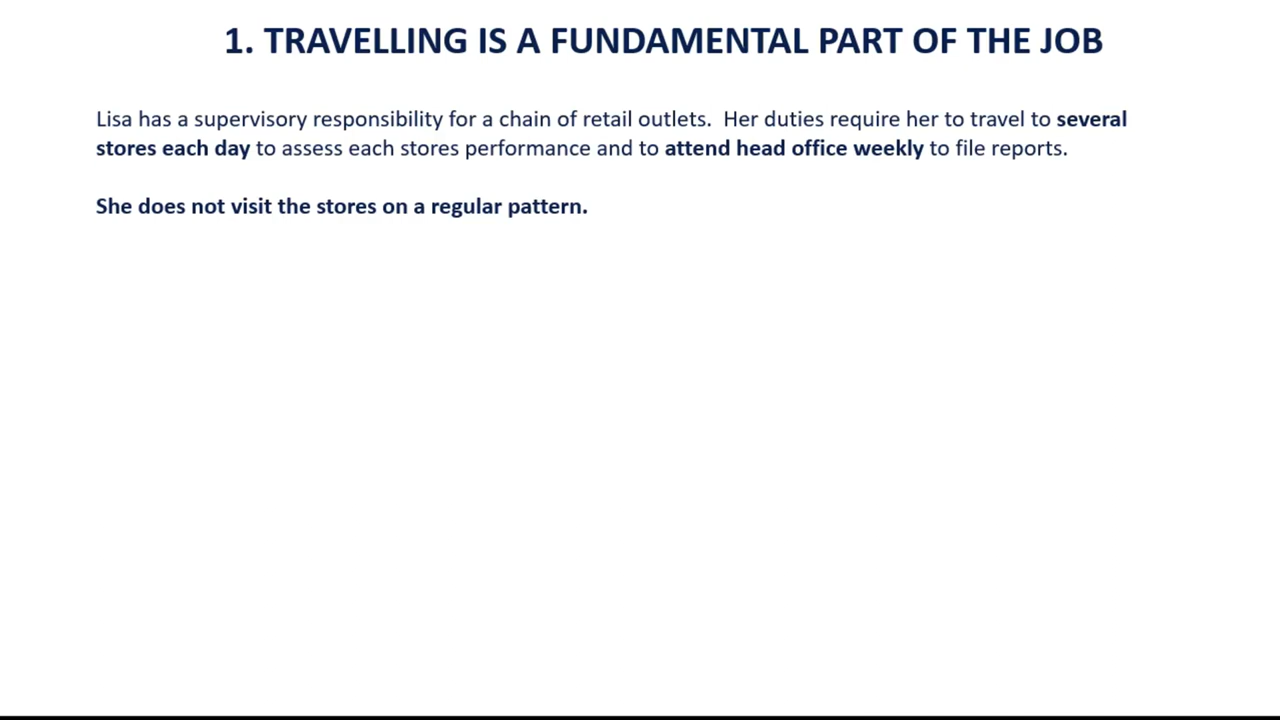 1. TRAVELLING IS A FUNDAMENTAL PART OF THE JOB
Lisa has a supervisory responsibility for a chain of retail outlets.  Her duties require her to travel to several
stores each day to assess each stores performance and to attend head office weekly to file reports.
She does not visit the stores on a regular pattern.